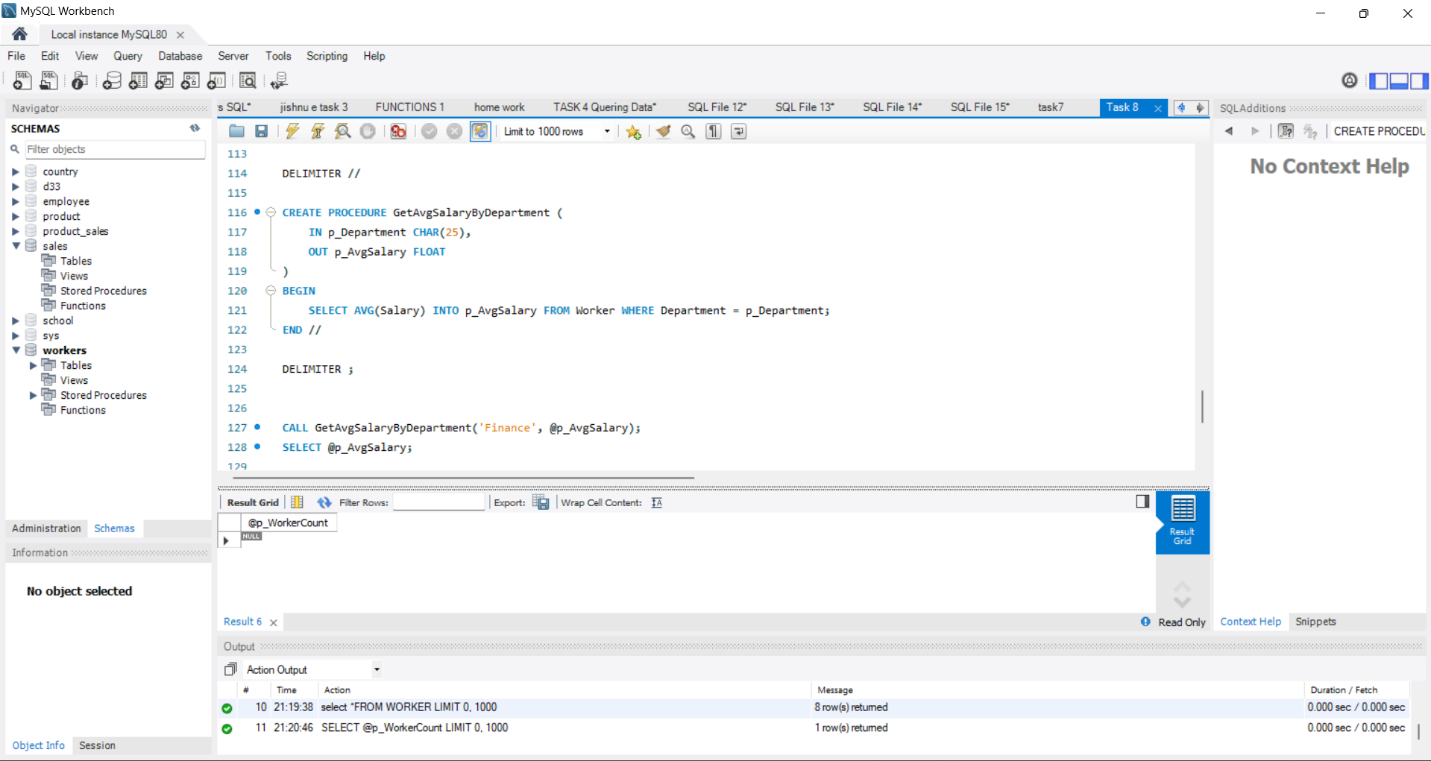 MySQL Workbench
Local instance MySQL80
File Edit View Query Database Server Tools Scripting Help
Navigator
SCHEMAS
Filter objects
country
d33
employee
product
product_sales
sales
Tables
Views
Stored Procedures
Functions
school
sys
workers
Tables
Views
Stored Procedures
Functions
Administration Schemas
Information
No object selected
Object Info Session
s SQL* jishnu e task 3 FUNCTIONS 1 home work TASK 4 Quering Data* SQL File 12* SQL File 13* SQL File 14* SQL File 15* task7 Task 8
Limit to 1000 rows
113
114 DELIMITER //
115
116 CREATE PROCEDURE GetAvgSalaryByDepartment (
117 IN p_Department CHAR(25),
118 OUT p_AvgSalary FLOAT
119 )
120 BEGIN
121 SELECT AVG(Salary) INTO p_AvgSalary FROM Worker WHERE Department = p_Department;
122 END //
123
124 DELIMITER ;
125
126
127 CALL GetAvgSalaryByDepartment('Finance', @p_AvgSalary);
128 SELECT @p_AvgSalary;
129
Result Grid Filter Rows: Export: Wrap Cell Content:
@p_WorkerCount
NULL
Result Grid
Result 6 Read Only
Output
Action Output
# Time Action Message Duration / Fetch
10 21:19:38 select *FROM WORKER LIMIT 0, 1000 8 row(s) returned 0.000 sec / 0.000 sec
11 21:20:46 SELECT @p_WorkerCount LIMIT 0, 1000 1 row(s) returned 0.000 sec / 0.000 sec
SQLAdditions
CREATE PROCEDU
No Context Help
Context Help Snippets